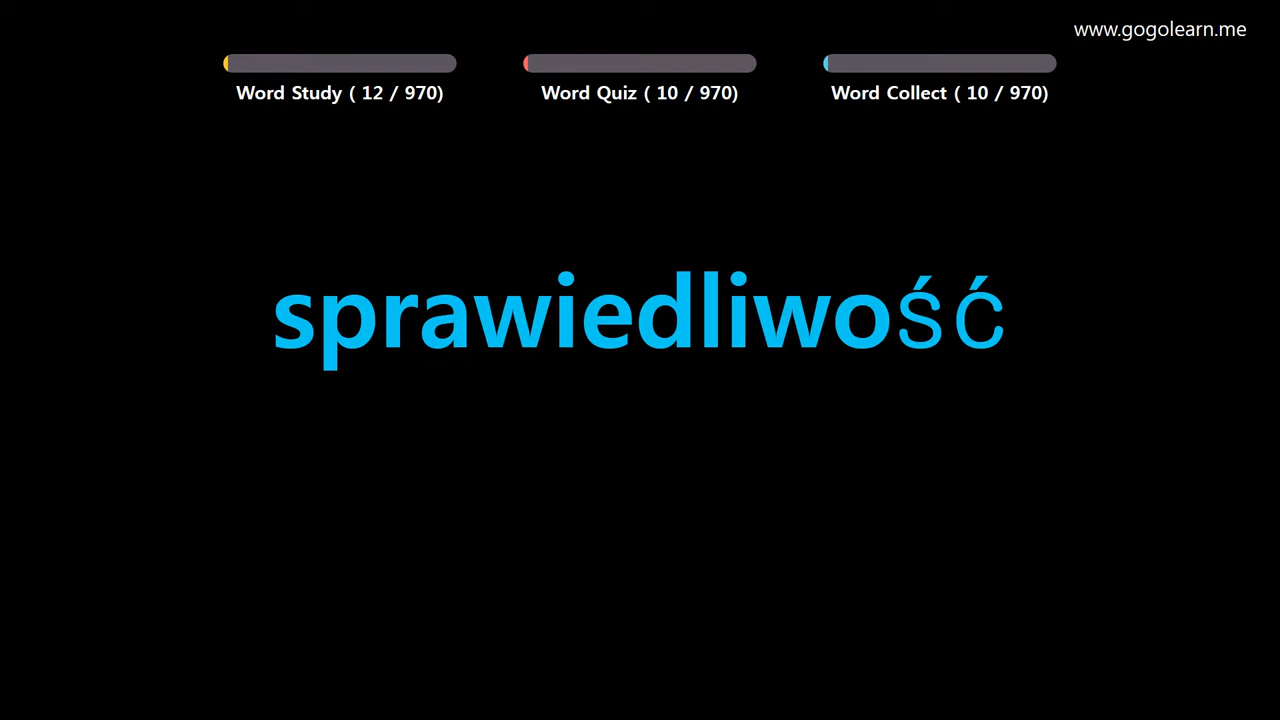 www.gogolearn.me
Word Study ( 12 / 970)
Word Quiz ( 10 / 970)
Word Collect ( 10 / 970)
sprawiedliwość